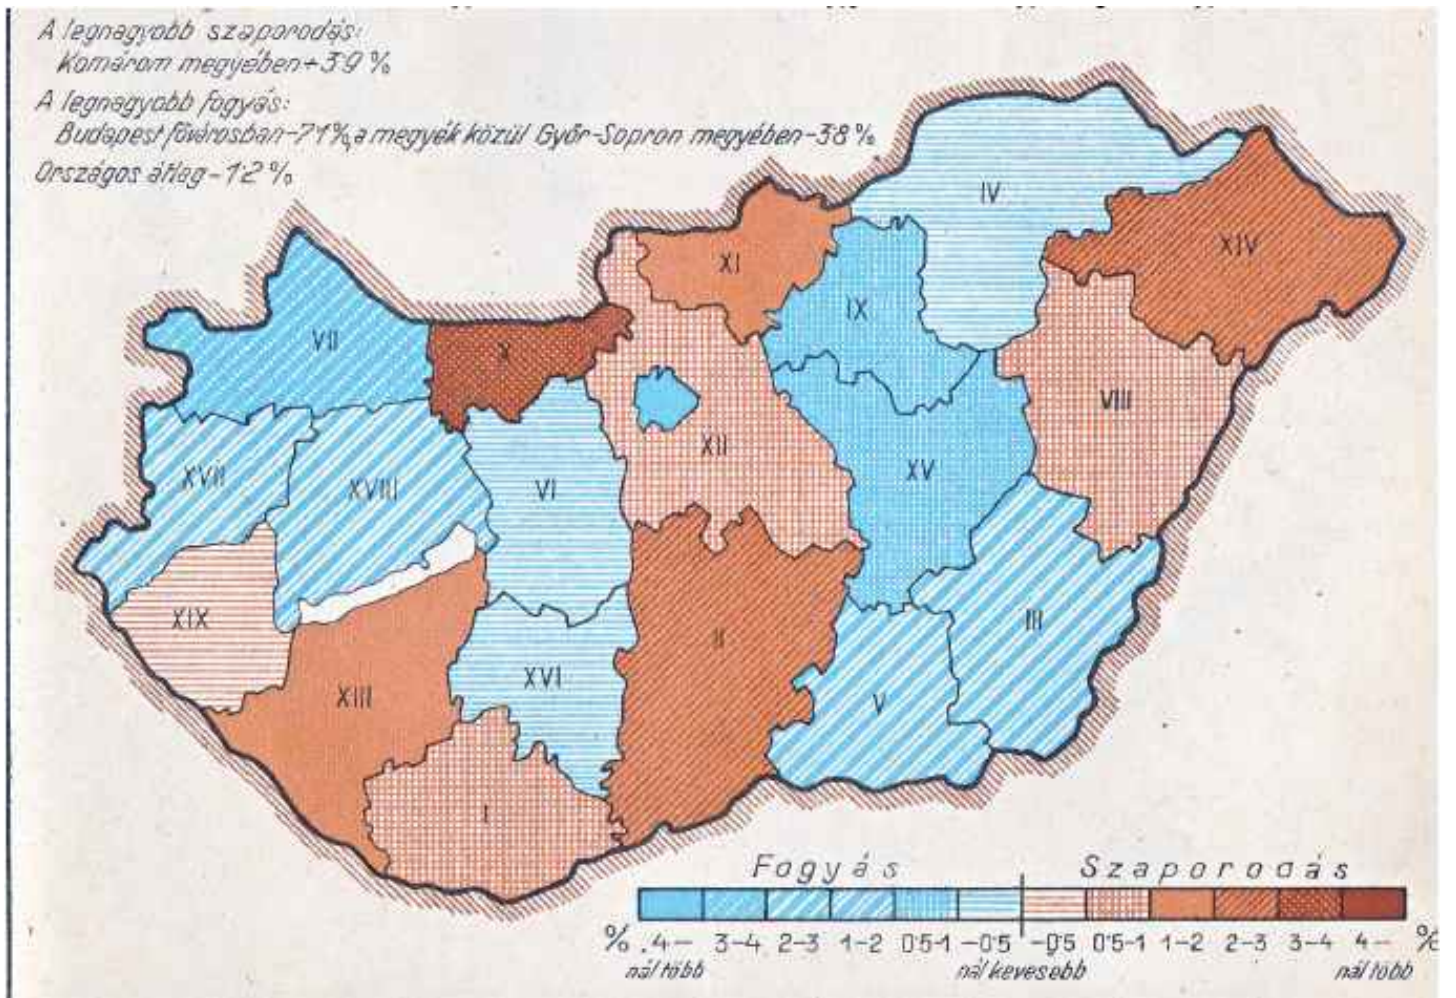 A legnagyobb szaporodás:
Komárom megyében+3·9 %
A legnagyobb fogyás:
Budapest fővárosban-7·1%, a megyék közül Győr-Sopron megyében-3·8 %
Országos átlag-1·2 %
IV
XIV
XI
IX
VII
X
VIII
XII
XV
XVII
XVIII
VI
XIX
II
III
XVI
XIII
V
I
Fogyás Szaporodás
% 4— 3-4 2-3 1-2 0·5-1 -0·5 -0·5 0·5-1 1-2 2-3 3-4 4— %
nál több nál kevesebb nál több